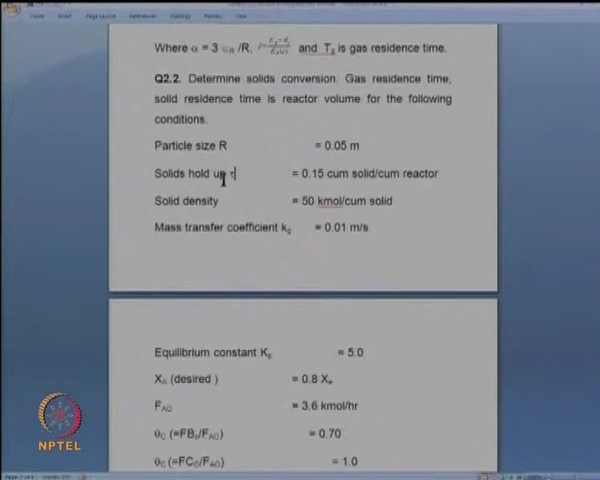 Where α = 3 ε_R /R, and T_g is gas residence time.
Q2.2. Determine solids conversion. Gas residence time,
solid residence time is reactor volume for the following
conditions.
Particle size R = 0.05 m
Solids hold up = 0.15 cum solid/cum reactor
Solid density = 50 kmol/cum solid
Mass transfer coefficient k_g = 0.01 m/s
Equilibrium constant K_p = 5.0
X_A (desired ) = 0.8 X_e
F_A0 = 3.6 kmol/hr
θ_C (=FB_0/F_A0) = 0.70
θ_C (=FC_0/F_A0) = 1.0
NPTEL